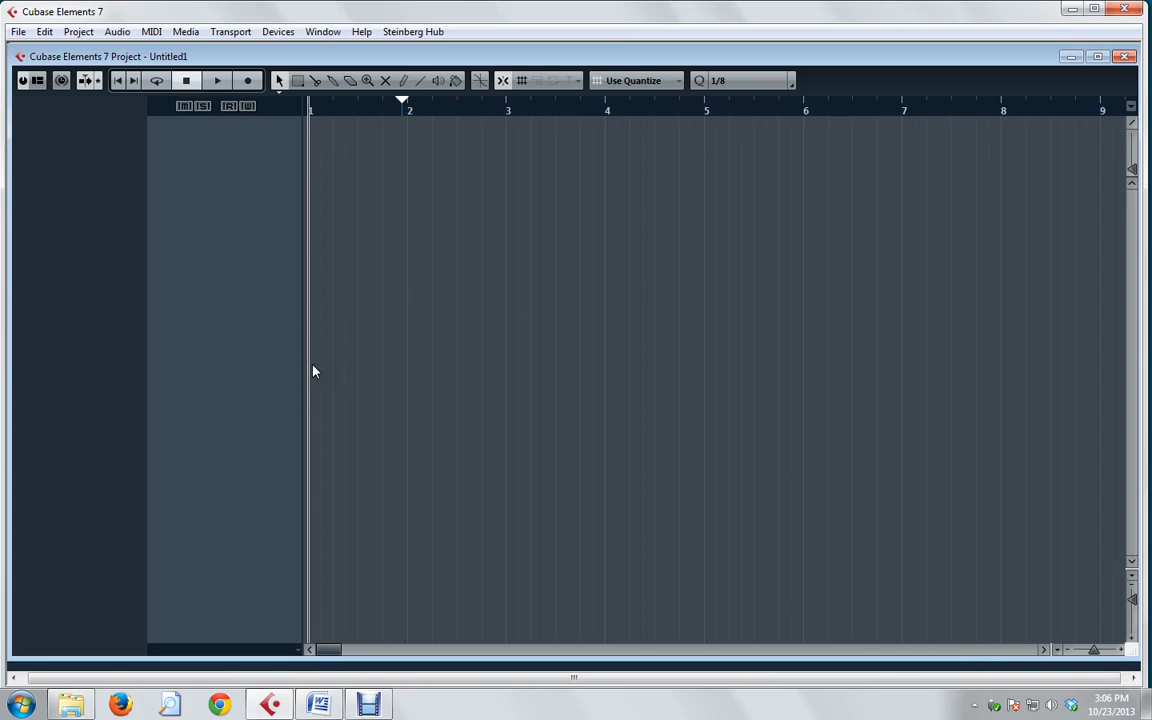 Cubase Elements 7
File Edit Project Audio MIDI Media Transport Devices Window Help Steinberg Hub
Cubase Elements 7 Project - Untitled1
Use Quantize Q 1/8
M S R W
1 2 3 4 5 6 7 8 9
3:06 PM
10/23/2013